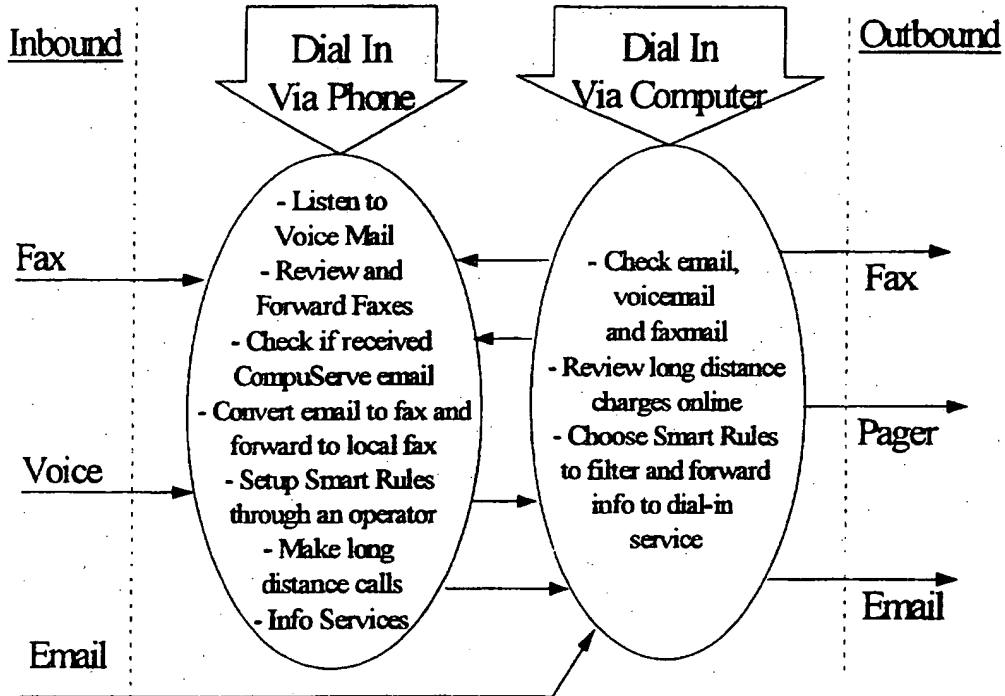 Inbound
Dial In
Via Phone
Dial In
Via Computer
Outbound
Fax
Voice
Email
- Listen to
Voice Mail
- Review and
Forward Faxes
- Check if received
CompuServe email
- Convert email to fax and
forward to local fax
- Setup Smart Rules
through an operator
- Make long
distance calls
- Info Services
- Check email,
voicemail
and faxmail
- Review long distance
charges online
- Choose Smart Rules
to filter and forward
info to dial-in
service
Fax
Pager
Email